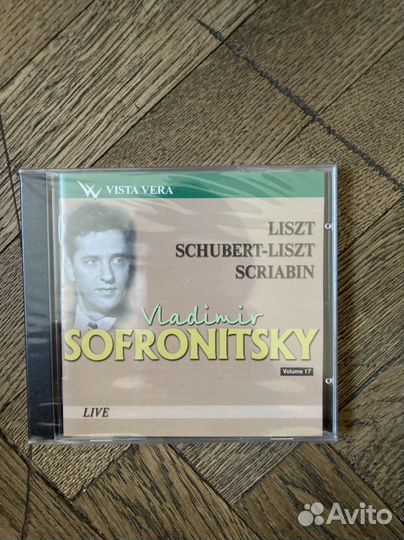 VISTA VERA
LISZT
SCHUBERT-LISZT
SCRIABIN
Vladimir
SOFRONITSKY
Volume 17
LIVE
Avito